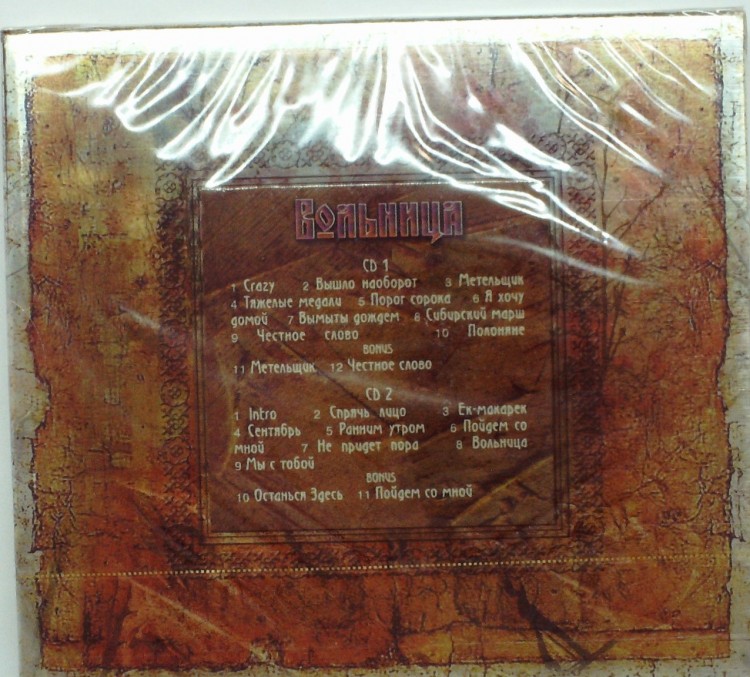 Вольница
CD 1
1 Crazy 2 Вышло наоборот 3 Метельщик
4 Тяжелые медали 5 Порог сорока 6 Я хочу
домой 7 Вымыты дождем 8 Сибирский марш
9 Честное слово 10 Полоняне
BONUS
11 Метельщик 12 Честное слово
CD 2
1 Intro 2 Спрячь лицо 3 Ек-макарек
4 Сентябрь 5 Ранним утром 6 Пойдем со
мной 7 Не придет пора 8 Вольница
9 Мы с тобой
BONUS
10 Останься Здесь 11 Пойдем со мной